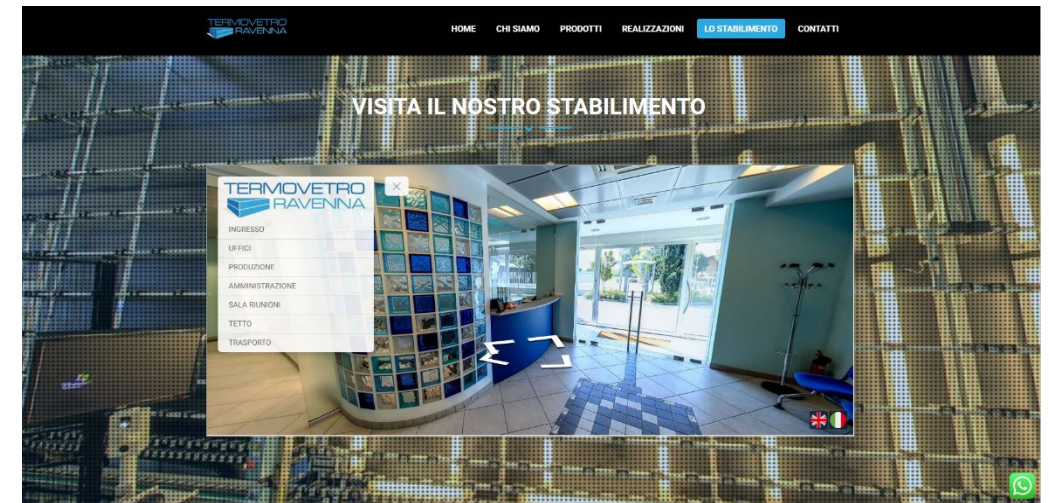 TERMOVETRO
RAVENNA
HOME CHI SIAMO PRODOTTI REALIZZAZIONI LO STABILIMENTO CONTATTI
VISITA IL NOSTRO STABILIMENTO
TERMOVETRO
RAVENNA
INGRESSO
UFFICI
PRODUZIONE
AMMINISTRAZIONE
SALA RIUNIONI
TETTO
TRASPORTO